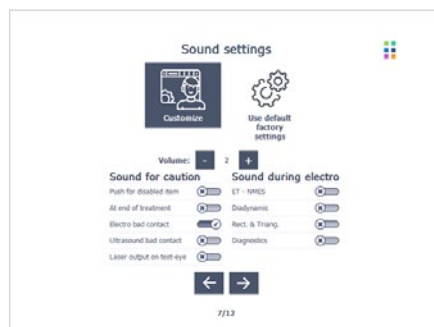 Sound settings
Customize
Use default
factory
settings
Volume: - 2 +
Sound for caution
Push for disabled item
At end of treatment
Electro bad contact
Ultrasound bad contact
Laser output on test-eye
Sound during electro
ET - NMES
Diadynamic
Rect. & Triang.
Diagnostics
7/12